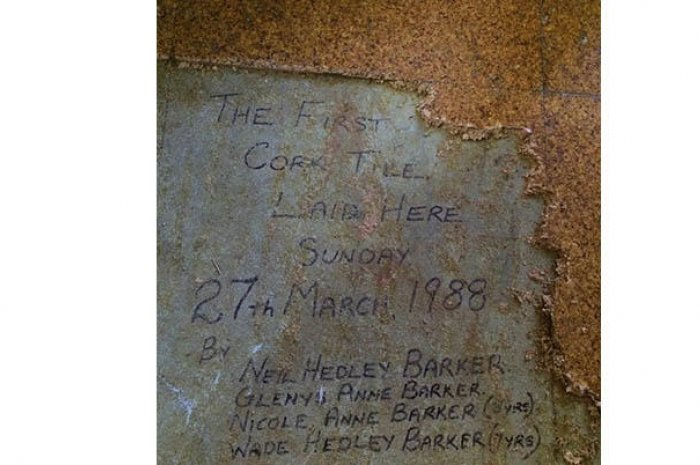 THE FIRST
CORK TILE
LAID HERE
SUNDAY
27th MARCH, 1988
BY
NEIL HEDLEY BARKER
GLENYS ANNE BARKER
NICOLE ANNE BARKER
WADE HEDLEY BARKER (7YRS)